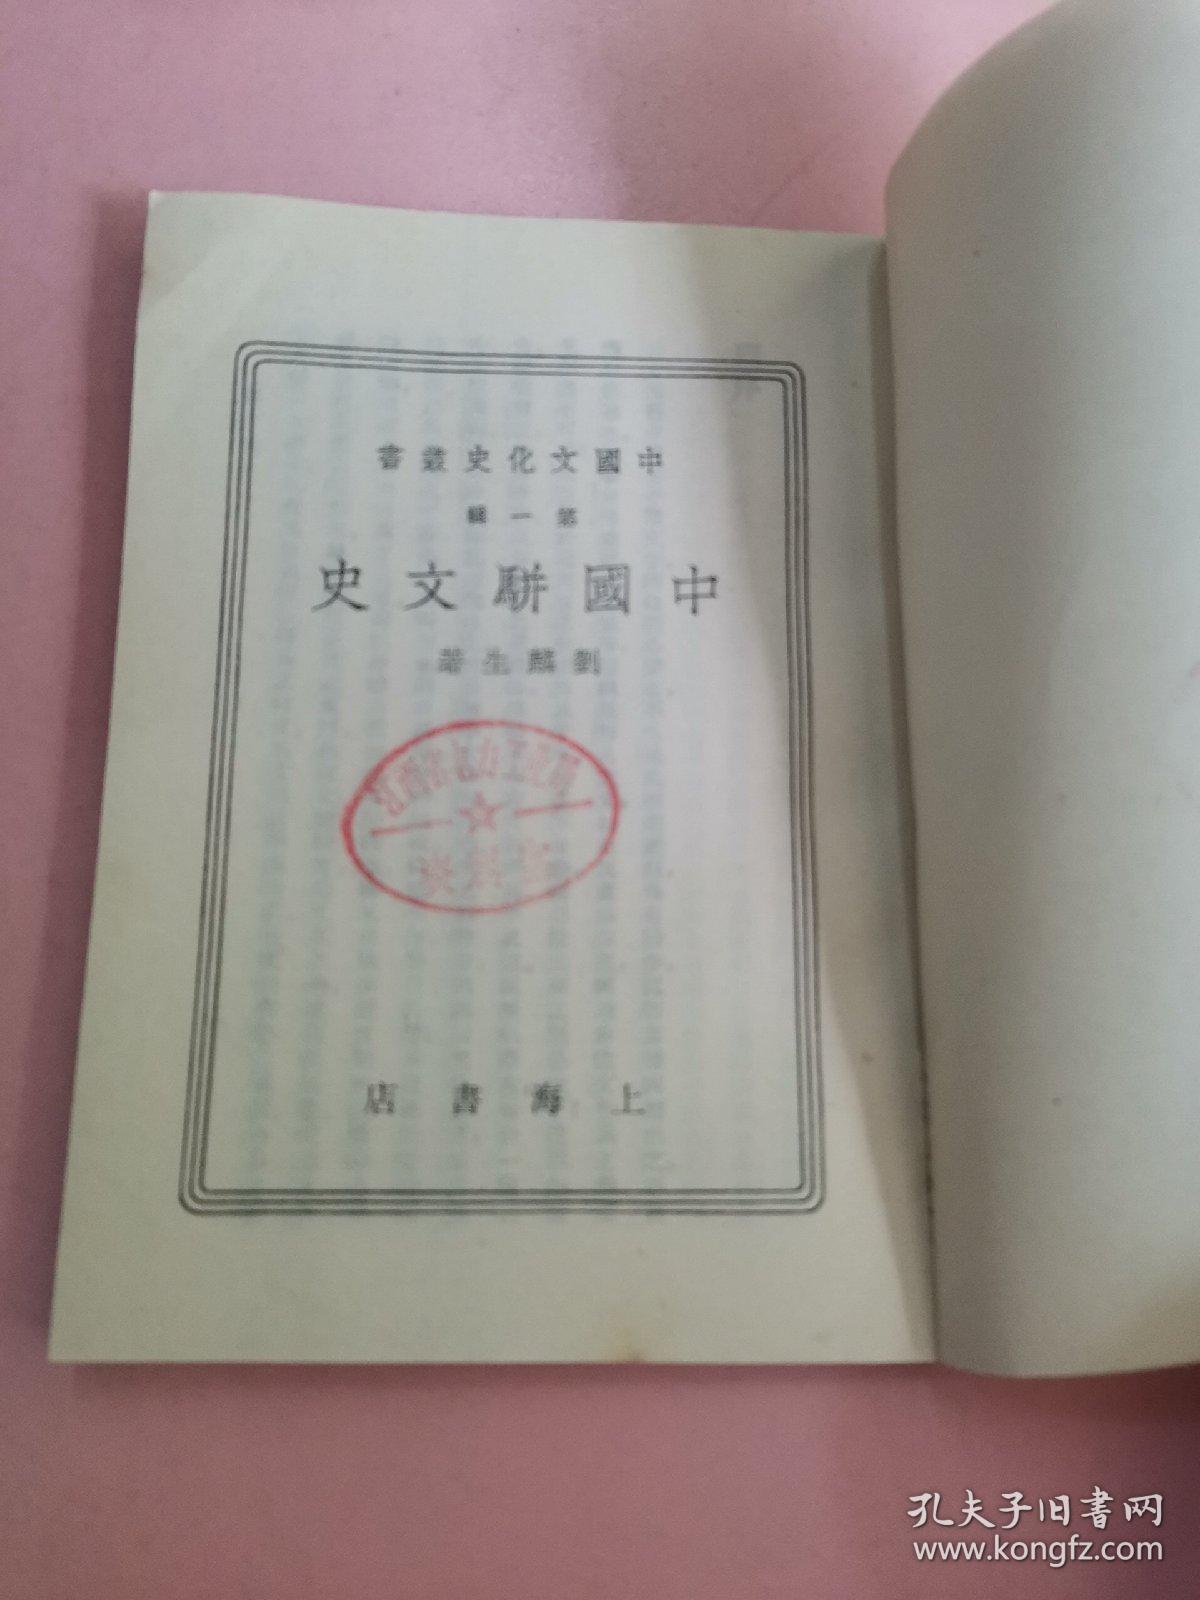 中國文化史叢書
第一輯
中國駢文史
劉麟生著
上海書店
孔夫子旧书网
www.kongfz.com